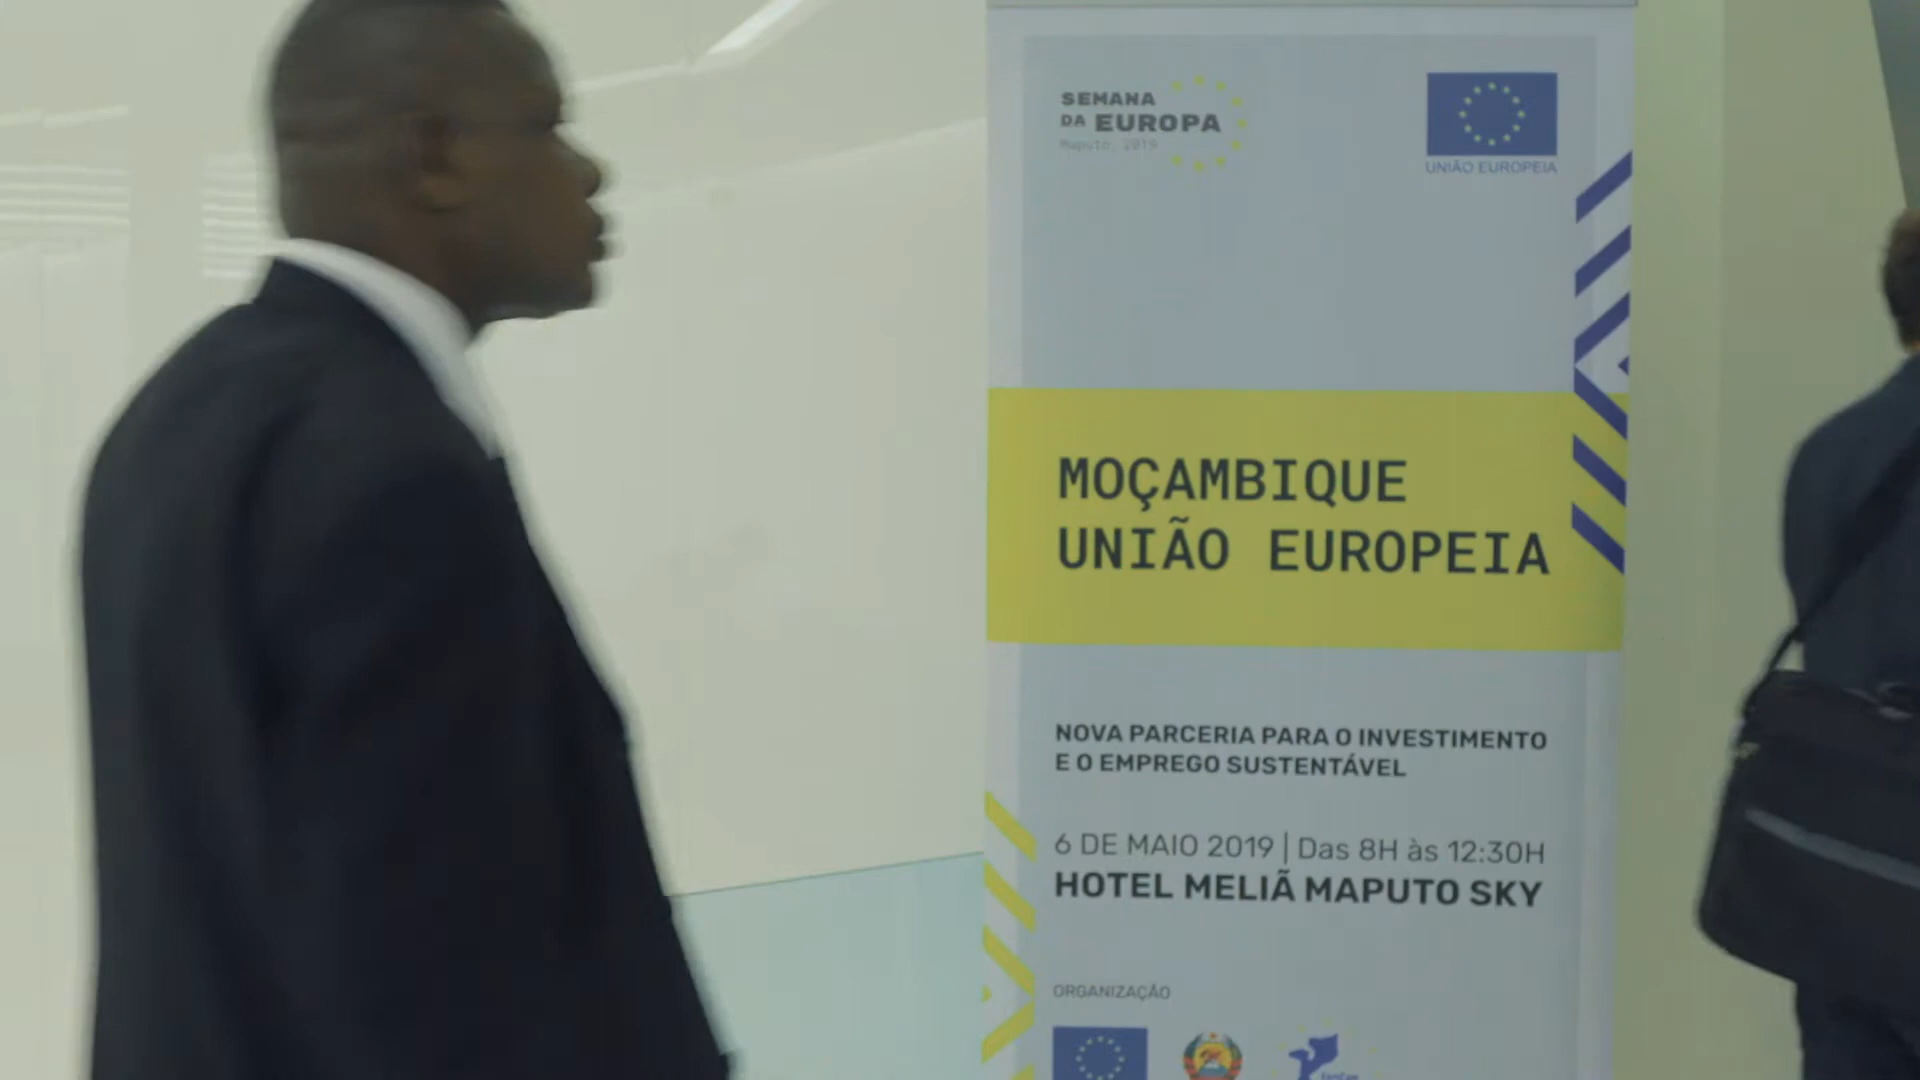 SEMANA
DA EUROPA
Maputo, 2019
UNIÃO EUROPEIA
MOÇAMBIQUE
UNIÃO EUROPEIA
NOVA PARCERIA PARA O INVESTIMENTO
E O EMPREGO SUSTENTÁVEL
6 DE MAIO 2019 | Das 8H às 12:30H
HOTEL MELIÃ MAPUTO SKY
ORGANIZAÇÃO